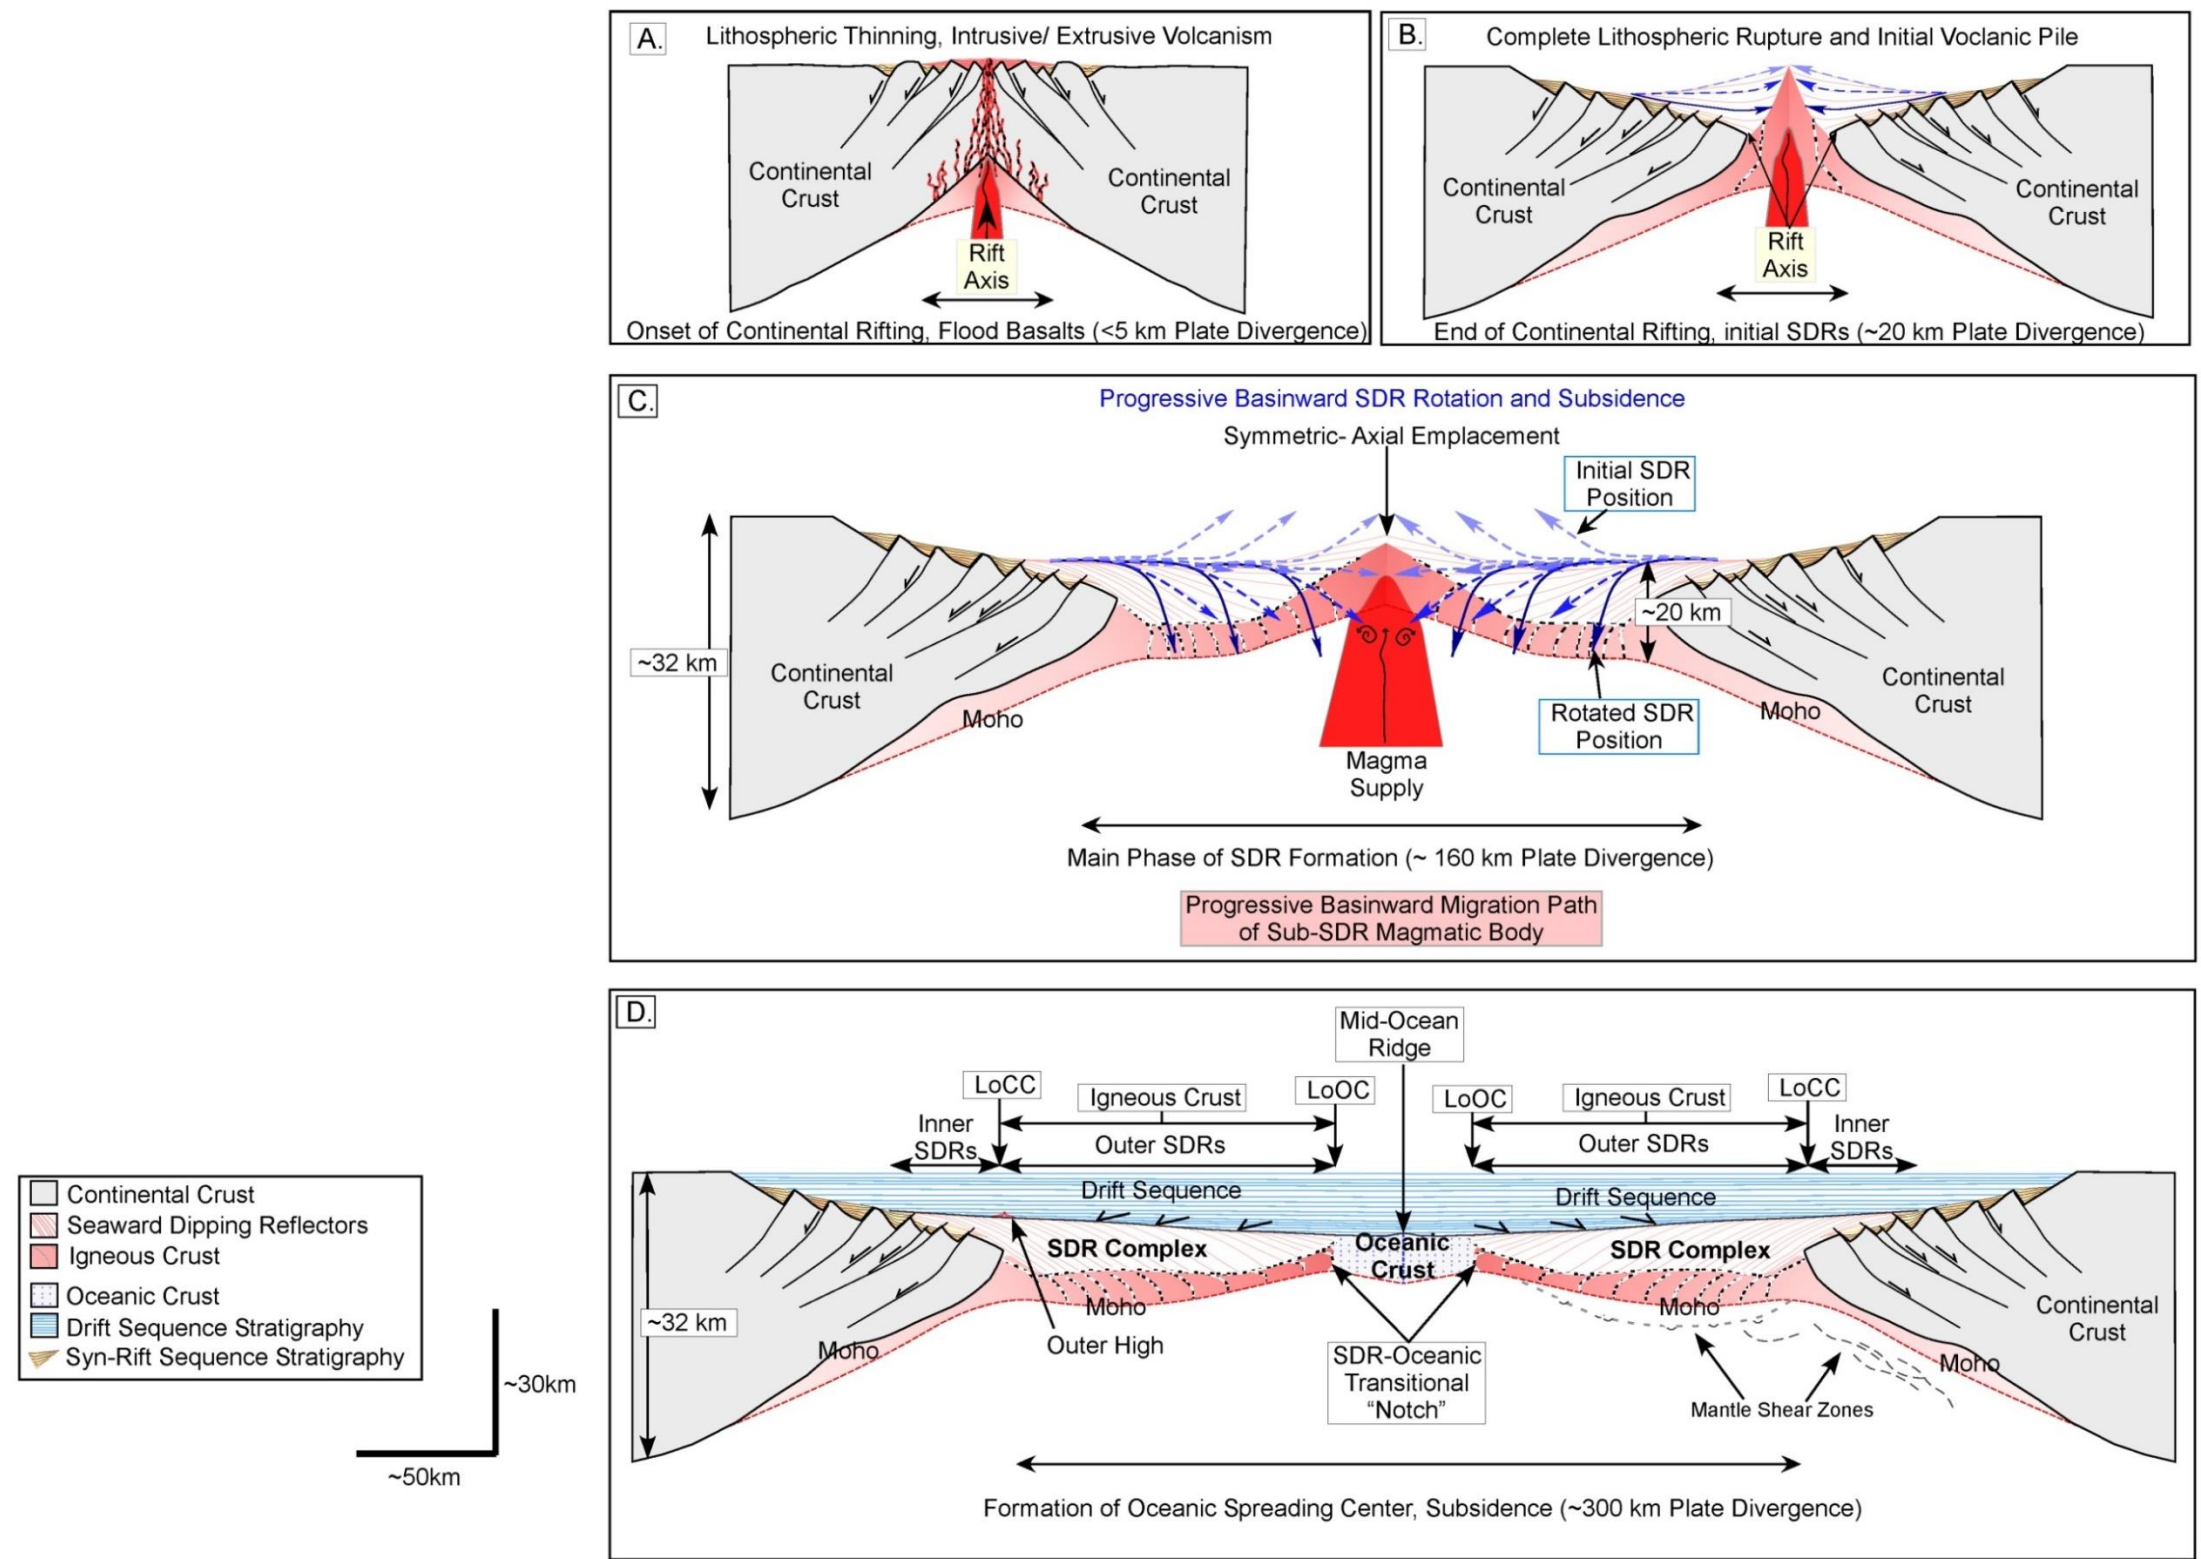 A.
Lithospheric Thinning, Intrusive/ Extrusive Volcanism
Continental
Crust
Continental
Crust
Rift
Axis
Onset of Continental Rifting, Flood Basalts (<5 km Plate Divergence)
B.
Complete Lithospheric Rupture and Initial Voclanic Pile
Continental
Crust
Continental
Crust
Rift
Axis
End of Continental Rifting, initial SDRs (~20 km Plate Divergence)
C.
Progressive Basinward SDR Rotation and Subsidence
Symmetric- Axial Emplacement
Initial SDR
Position
~20 km
~32 km
Continental
Crust
Continental
Crust
Moho
Moho
Rotated SDR
Position
Magma
Supply
Main Phase of SDR Formation (~ 160 km Plate Divergence)
Progressive Basinward Migration Path
of Sub-SDR Magmatic Body
D.
Mid-Ocean
Ridge
LoCC
Igneous Crust
LoOC
LoOC
Igneous Crust
LoCC
Inner
SDRs
Outer SDRs
Outer SDRs
Inner
SDRs
Drift Sequence
Drift Sequence
SDR Complex
Oceanic
Crust
SDR Complex
Moho
Moho
~32 km
Moho
Outer High
SDR-Oceanic
Transitional
“Notch”
Mantle Shear Zones
Continental
Crust
Moho
Formation of Oceanic Spreading Center, Subsidence (~300 km Plate Divergence)
Continental Crust
Seaward Dipping Reflectors
Igneous Crust
Oceanic Crust
Drift Sequence Stratigraphy
Syn-Rift Sequence Stratigraphy
~30km
~50km